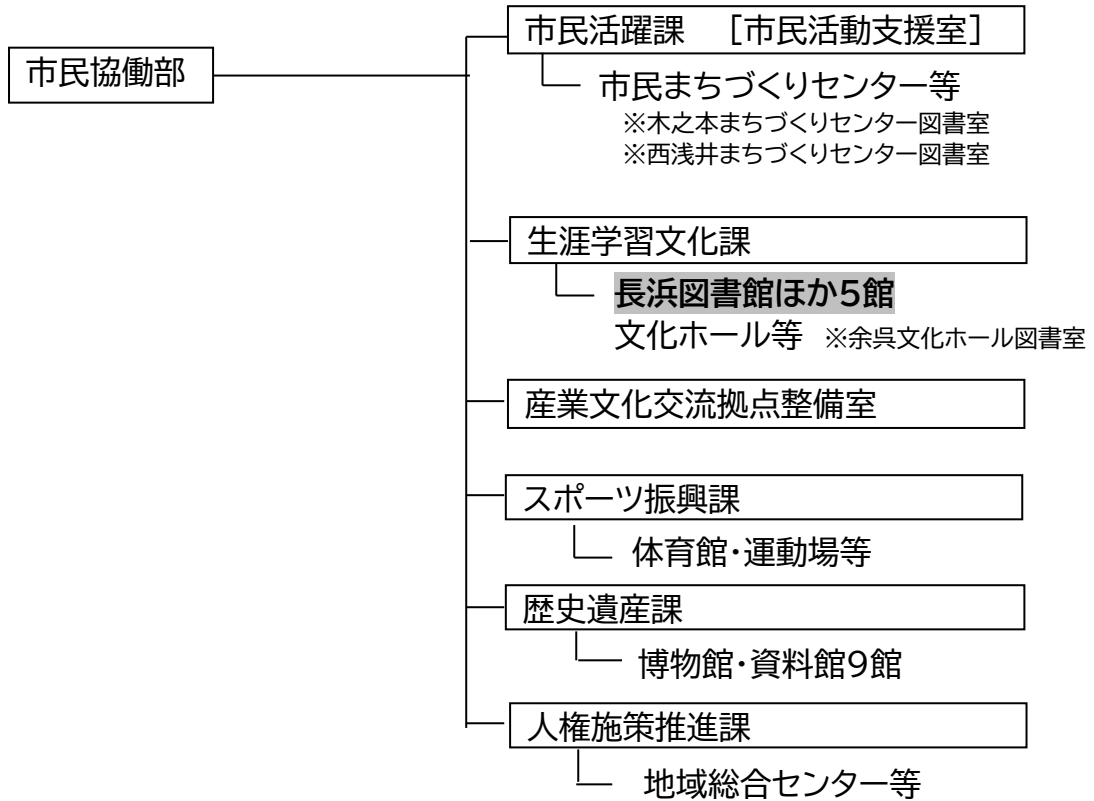 市民協働部
市民活躍課　[市民活動支援室]
市民まちづくりセンター等
※木之本まちづくりセンター図書室
※西浅井まちづくりセンター図書室
生涯学習文化課
長浜図書館ほか5館
文化ホール等　※余呉文化ホール図書室
産業文化交流拠点整備室
スポーツ振興課
体育館・運動場等
歴史遺産課
博物館・資料館9館
人権施策推進課
地域総合センター等